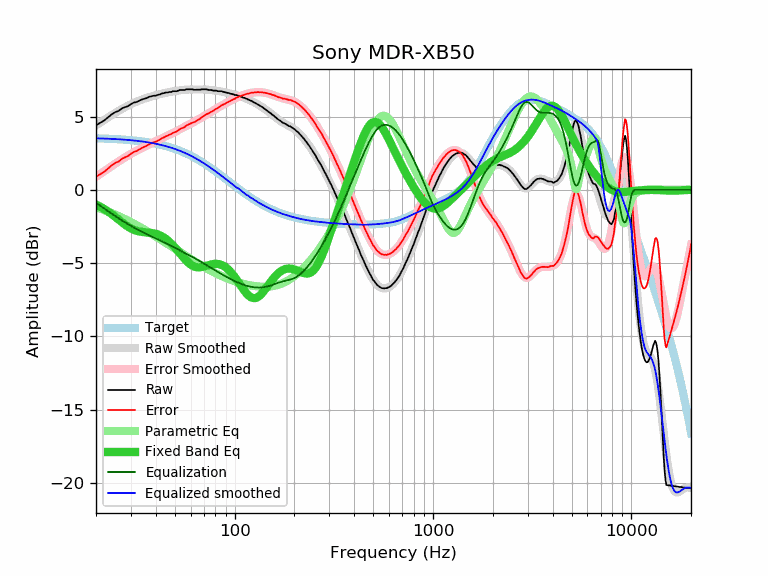 Sony MDR-XB50
Amplitude (dBr)
5
0
−5
−10
−15
−20
Target
Raw Smoothed
Error Smoothed
Raw
Error
Parametric Eq
Fixed Band Eq
Equalization
Equalized smoothed
100
1000
10000
Frequency (Hz)